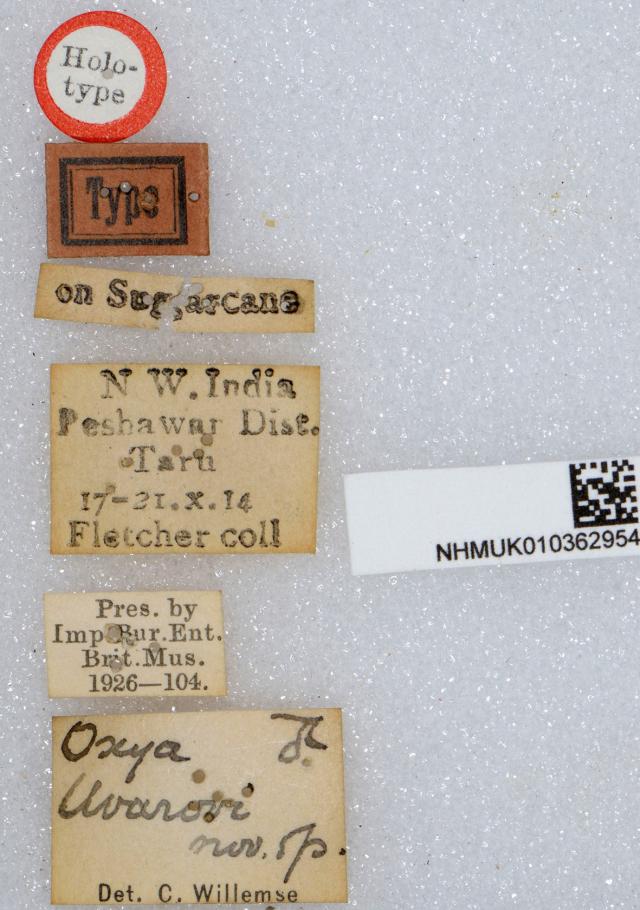 Holo-
type
Type
on Sugarcane
N W. India
Peshawar Dist.
Taru
17-21.X.14
Fletcher coll
NHMUK010362954
Pres. by
Imp. Bur. Ent.
Brit. Mus.
1926—104.
Oxya ♂
Uvarovi
nov. sp.
Det. C. Willemse